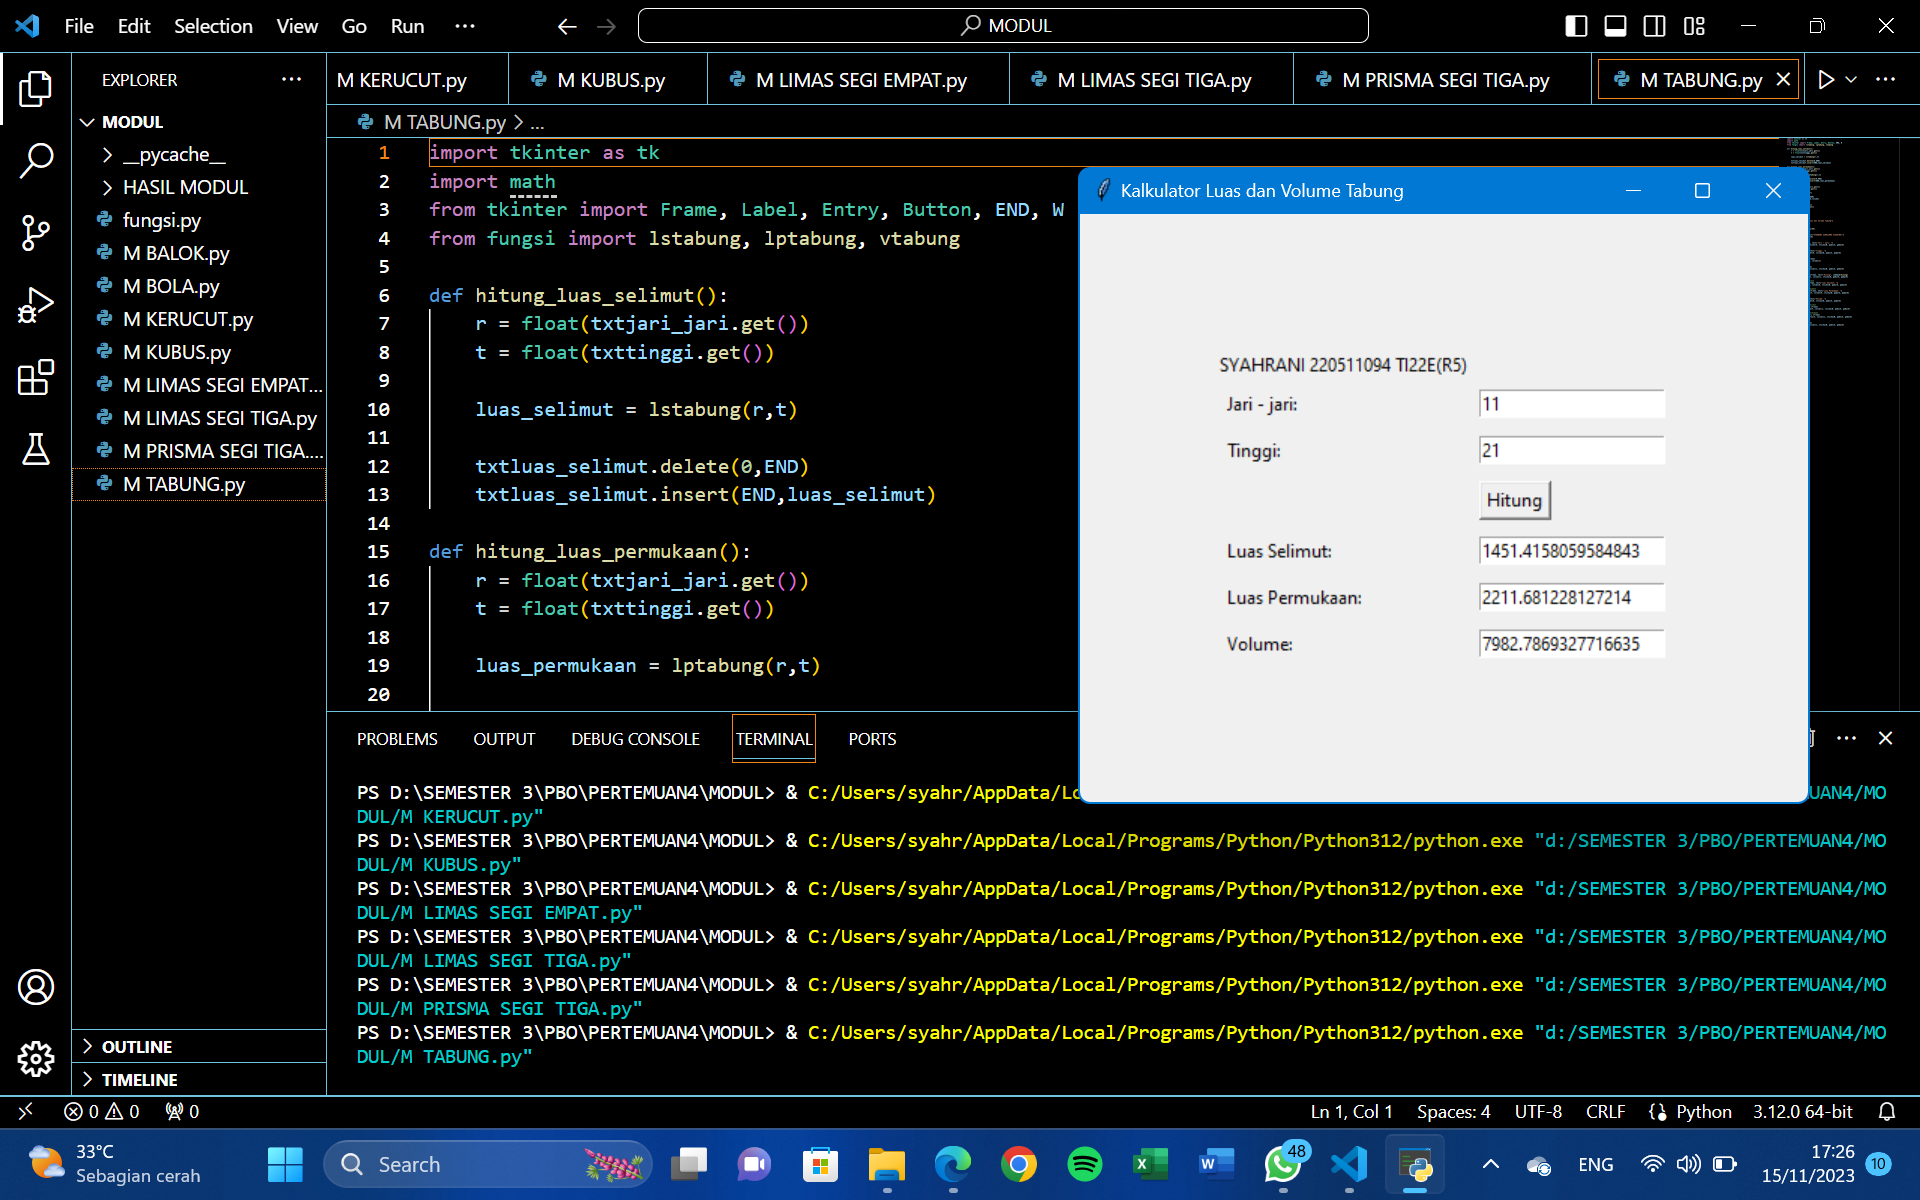 File Edit Selection View Go Run ···
MODUL
EXPLORER ···
M KERUCUT.py
M KUBUS.py
M LIMAS SEGI EMPAT.py
M LIMAS SEGI TIGA.py
M PRISMA SEGI TIGA.py
M TABUNG.py
MODUL
__pycache__
HASIL MODUL
fungsi.py
M BALOK.py
M BOLA.py
M KERUCUT.py
M KUBUS.py
M LIMAS SEGI EMPAT...
M LIMAS SEGI TIGA.py
M PRISMA SEGI TIGA....
M TABUNG.py
OUTLINE
TIMELINE
M TABUNG.py > ...
1 import tkinter as tk
2 import math
3 from tkinter import Frame, Label, Entry, Button, END, W
4 from fungsi import lstabung, lptabung, vtabung
5
6 def hitung_luas_selimut():
7 r = float(txtjari_jari.get())
8 t = float(txttinggi.get())
9
10 luas_selimut = lstabung(r,t)
11
12 txtluas_selimut.delete(0,END)
13 txtluas_selimut.insert(END,luas_selimut)
14
15 def hitung_luas_permukaan():
16 r = float(txtjari_jari.get())
17 t = float(txttinggi.get())
18
19 luas_permukaan = lptabung(r,t)
20
Kalkulator Luas dan Volume Tabung
SYAHRANI 220511094 TI22E(R5)
Jari - jari: 11
Tinggi: 21
Hitung
Luas Selimut: 1451.4158059584843
Luas Permukaan: 2211.681228127214
Volume: 7982.7869327716635
PROBLEMS OUTPUT DEBUG CONSOLE TERMINAL PORTS
PS D:\SEMESTER 3\PBO\PERTEMUAN4\MODUL> & C:/Users/syahr/AppData/Lo UAN4/MO
DUL/M KERUCUT.py"
PS D:\SEMESTER 3\PBO\PERTEMUAN4\MODUL> & C:/Users/syahr/AppData/Local/Programs/Python/Python312/python.exe "d:/SEMESTER 3/PBO/PERTEMUAN4/MO
DUL/M KUBUS.py"
PS D:\SEMESTER 3\PBO\PERTEMUAN4\MODUL> & C:/Users/syahr/AppData/Local/Programs/Python/Python312/python.exe "d:/SEMESTER 3/PBO/PERTEMUAN4/MO
DUL/M LIMAS SEGI EMPAT.py"
PS D:\SEMESTER 3\PBO\PERTEMUAN4\MODUL> & C:/Users/syahr/AppData/Local/Programs/Python/Python312/python.exe "d:/SEMESTER 3/PBO/PERTEMUAN4/MO
DUL/M LIMAS SEGI TIGA.py"
PS D:\SEMESTER 3\PBO\PERTEMUAN4\MODUL> & C:/Users/syahr/AppData/Local/Programs/Python/Python312/python.exe "d:/SEMESTER 3/PBO/PERTEMUAN4/MO
DUL/M PRISMA SEGI TIGA.py"
PS D:\SEMESTER 3\PBO\PERTEMUAN4\MODUL> & C:/Users/syahr/AppData/Local/Programs/Python/Python312/python.exe "d:/SEMESTER 3/PBO/PERTEMUAN4/MO
DUL/M TABUNG.py"
0 0 0
Ln 1, Col 1 Spaces: 4 UTF-8 CRLF Python 3.12.0 64-bit
33°C
Sebagian cerah
Search
48
ENG
17:26
15/11/2023
10